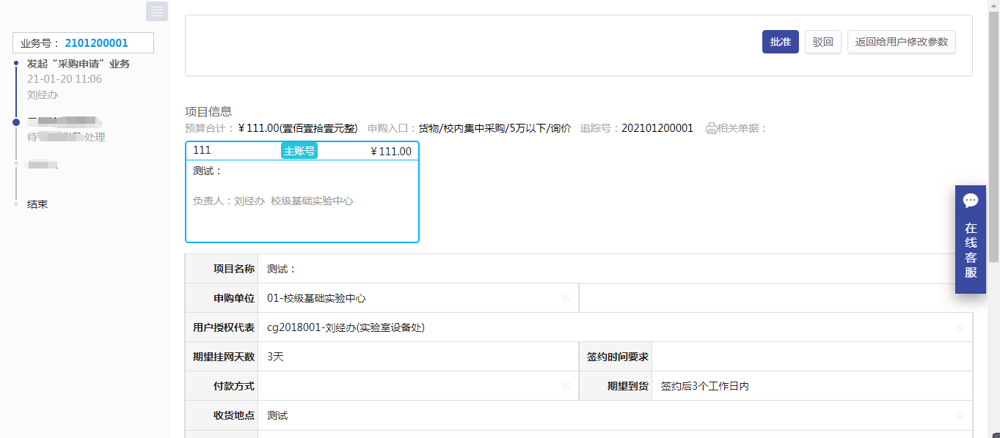 业务号： 2101200001
发起“采购申请”业务
21-01-20 11:06
刘经办
待
处理
结束
批准
驳回
返回给用户修改参数
项目信息
预算合计：￥111.00(壹佰壹拾壹元整) 申购入口：货物/校内集中采购/5万以下/询价 追踪号：202101200001 相关单据：
111 主账号 ￥111.00
测试：
负责人：刘经办 校级基础实验中心
项目名称 测试：
申购单位 01-校级基础实验中心
用户授权代表 cg2018001-刘经办(实验室设备处)
期望挂网天数 3天 签约时间要求
付款方式 期望到货 签约后3个工作日内
收货地点 测试
在线客服